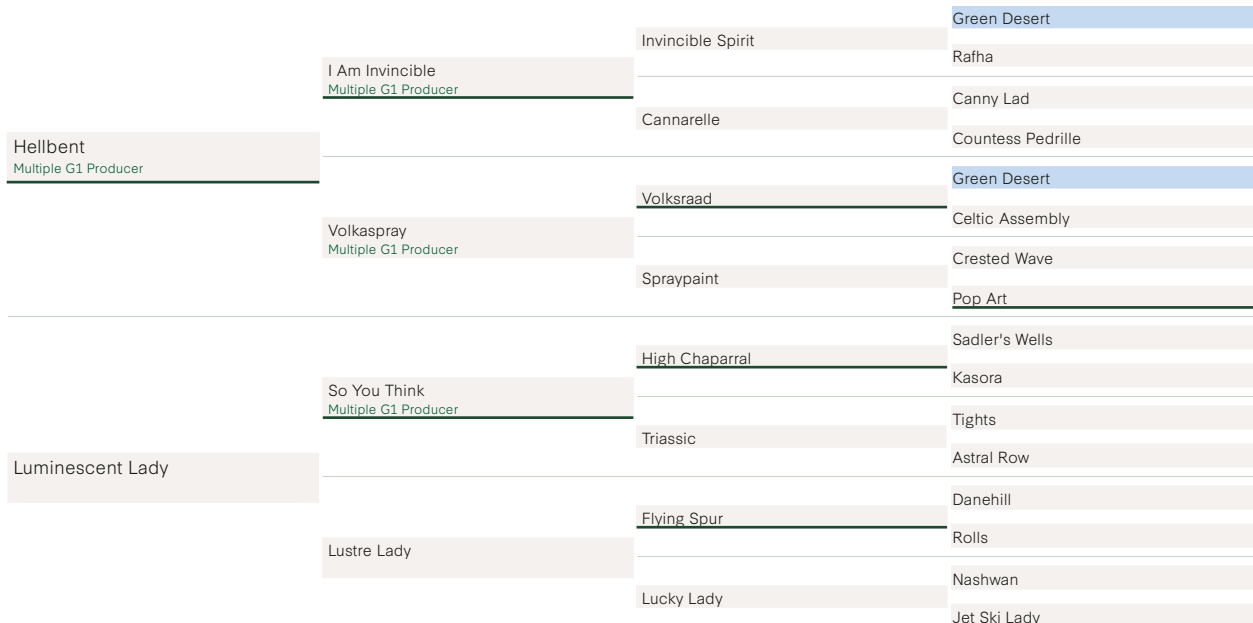 Hellbent
Multiple G1 Producer
Luminescent Lady
I Am Invincible
Multiple G1 Producer
Volkaspray
Multiple G1 Producer
So You Think
Multiple G1 Producer
Lustre Lady
Invincible Spirit
Cannarelle
Volksraad
Spraypaint
High Chaparral
Triassic
Flying Spur
Lucky Lady
Green Desert
Rafha
Canny Lad
Countess Pedrille
Green Desert
Celtic Assembly
Crested Wave
Pop Art
Sadler's Wells
Kasora
Tights
Astral Row
Danehill
Rolls
Nashwan
Jet Ski Lady